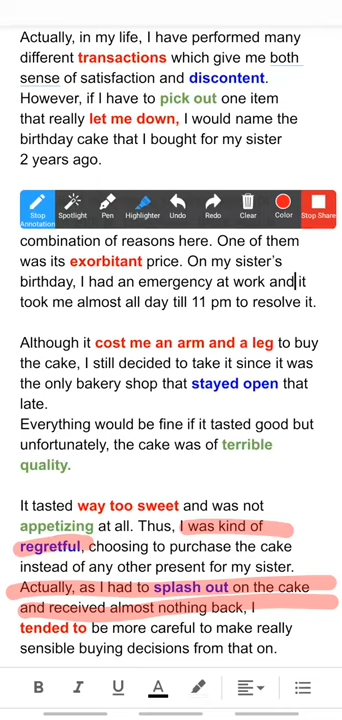 Actually, in my life, I have performed many
different transactions which give me both
sense of satisfaction and discontent.
However, if I have to pick out one item
that really let me down, I would name the
birthday cake that I bought for my sister
2 years ago.
Stop Annotation Spotlight Pen Highlighter Undo Redo Clear Color Stop Share
combination of reasons here. One of them
was its exorbitant price. On my sister's
birthday, I had an emergency at work and it
took me almost all day till 11 pm to resolve it.
Although it cost me an arm and a leg to buy
the cake, I still decided to take it since it was
the only bakery shop that stayed open that
late.
Everything would be fine if it tasted good but
unfortunately, the cake was of terrible
quality.
It tasted way too sweet and was not
appetizing at all. Thus, I was kind of
regretful, choosing to purchase the cake
instead of any other present for my sister.
Actually, as I had to splash out on the cake
and received almost nothing back, I
tended to be more careful to make really
sensible buying decisions from that on.
B I U A